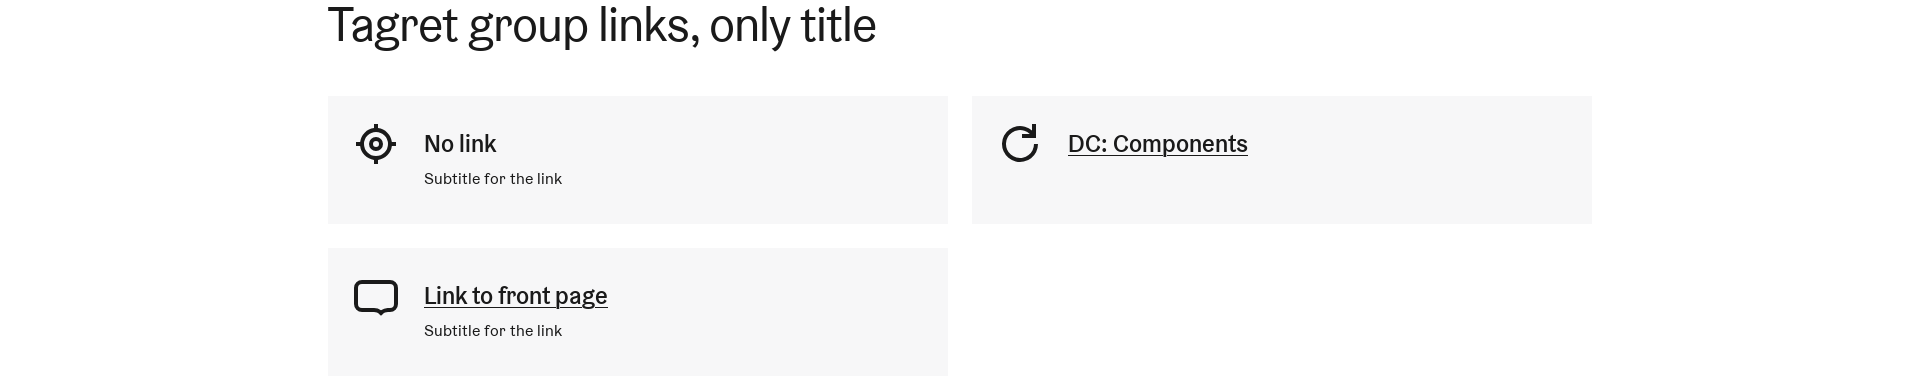 Tagret group links, only title
No link
Subtitle for the link
DC: Components
Link to front page
Subtitle for the link